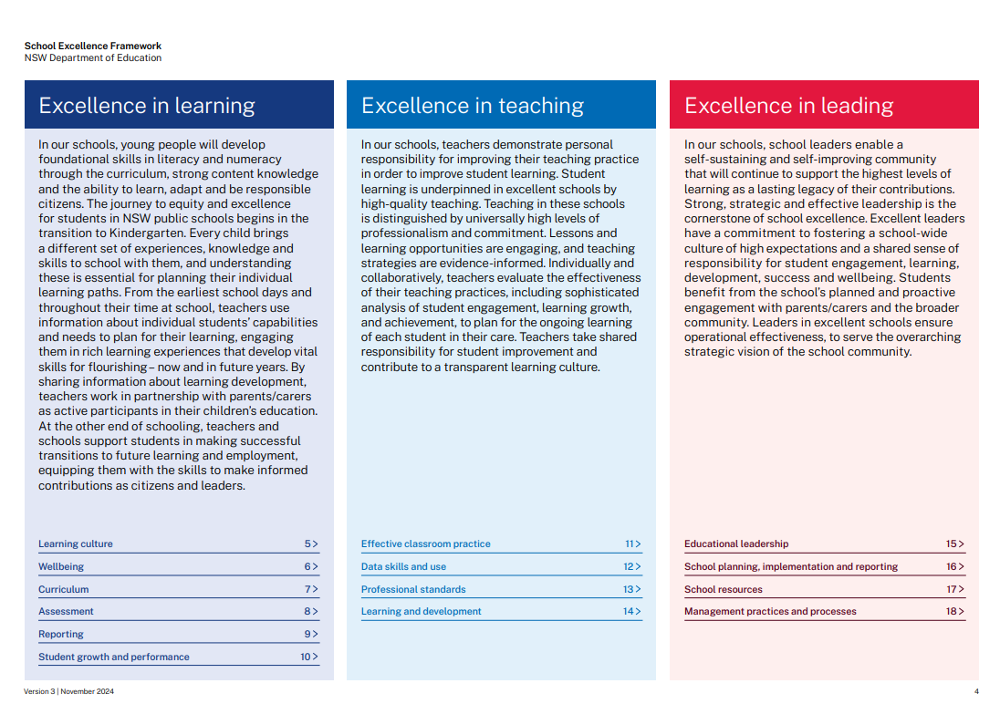 School Excellence Framework
NSW Department of Education
Excellence in learning
In our schools, young people will develop
foundational skills in literacy and numeracy
through the curriculum, strong content knowledge
and the ability to learn, adapt and be responsible
citizens. The journey to equity and excellence
for students in NSW public schools begins in the
transition to Kindergarten. Every child brings
a different set of experiences, knowledge and
skills to school with them, and understanding
these is essential for planning their individual
learning paths. From the earliest school days and
throughout their time at school, teachers use
information about individual students’ capabilities
and needs to plan for their learning, engaging
them in rich learning experiences that develop vital
skills for flourishing – now and in future years. By
sharing information about learning development,
teachers work in partnership with parents/carers
as active participants in their children’s education.
At the other end of schooling, teachers and
schools support students in making successful
transitions to future learning and employment,
equipping them with the skills to make informed
contributions as citizens and leaders.
Learning culture 5 >
Wellbeing 6 >
Curriculum 7 >
Assessment 8 >
Reporting 9 >
Student growth and performance 10 >
Excellence in teaching
In our schools, teachers demonstrate personal
responsibility for improving their teaching practice
in order to improve student learning. Student
learning is underpinned in excellent schools by
high-quality teaching. Teaching in these schools
is distinguished by universally high levels of
professionalism and commitment. Lessons and
learning opportunities are engaging, and teaching
strategies are evidence-informed. Individually and
collaboratively, teachers evaluate the effectiveness
of their teaching practices, including sophisticated
analysis of student engagement, learning growth,
and achievement, to plan for the ongoing learning
of each student in their care. Teachers take shared
responsibility for student improvement and
contribute to a transparent learning culture.
Effective classroom practice 11 >
Data skills and use 12 >
Professional standards 13 >
Learning and development 14 >
Excellence in leading
In our schools, school leaders enable a
self-sustaining and self-improving community
that will continue to support the highest levels of
learning as a lasting legacy of their contributions.
Strong, strategic and effective leadership is the
cornerstone of school excellence. Excellent leaders
have a commitment to fostering a school-wide
culture of high expectations and a shared sense of
responsibility for student engagement, learning,
development, success and wellbeing. Students
benefit from the school’s planned and proactive
engagement with parents/carers and the broader
community. Leaders in excellent schools ensure
operational effectiveness, to serve the overarching
strategic vision of the school community.
Educational leadership 15 >
School planning, implementation and reporting 16 >
School resources 17 >
Management practices and processes 18 >
Version 3 | November 2024
4